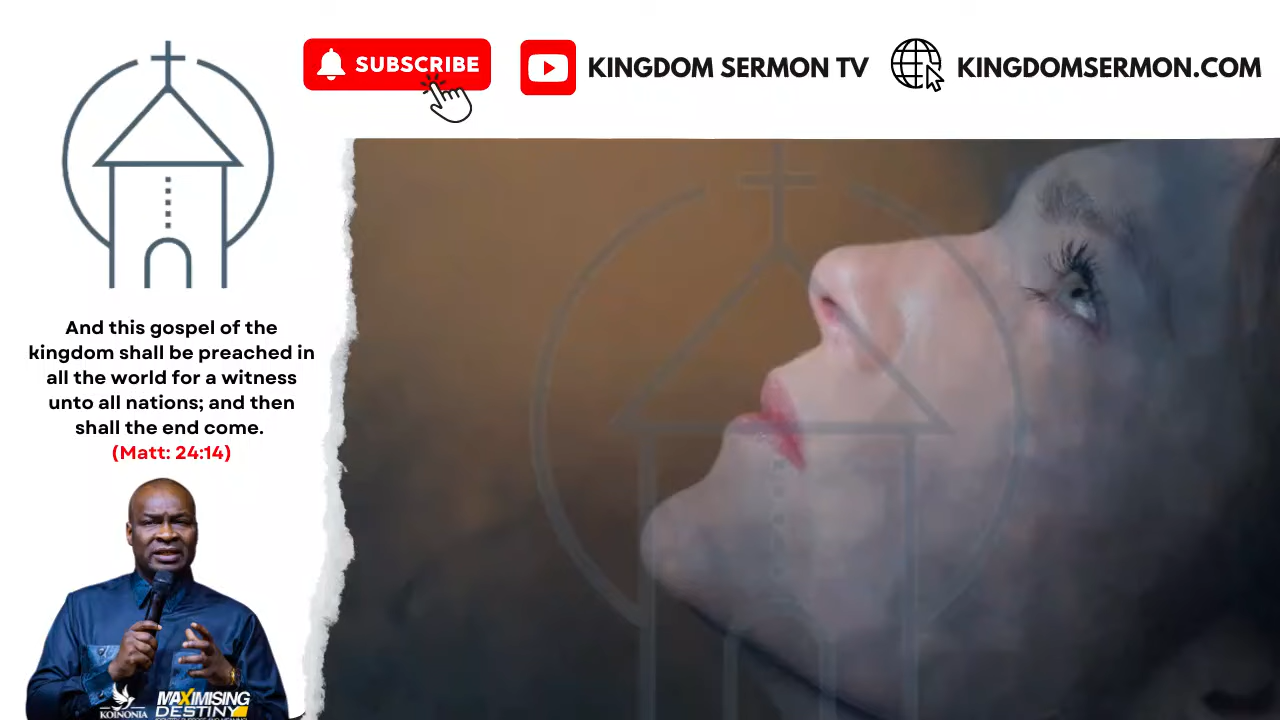 SUBSCRIBE
KINGDOM SERMON TV
KINGDOMSERMON.COM
And this gospel of the
kingdom shall be preached in
all the world for a witness
unto all nations; and then
shall the end come.
(Matt: 24:14)
KOINONIA
MAXIMISING
DESTINY